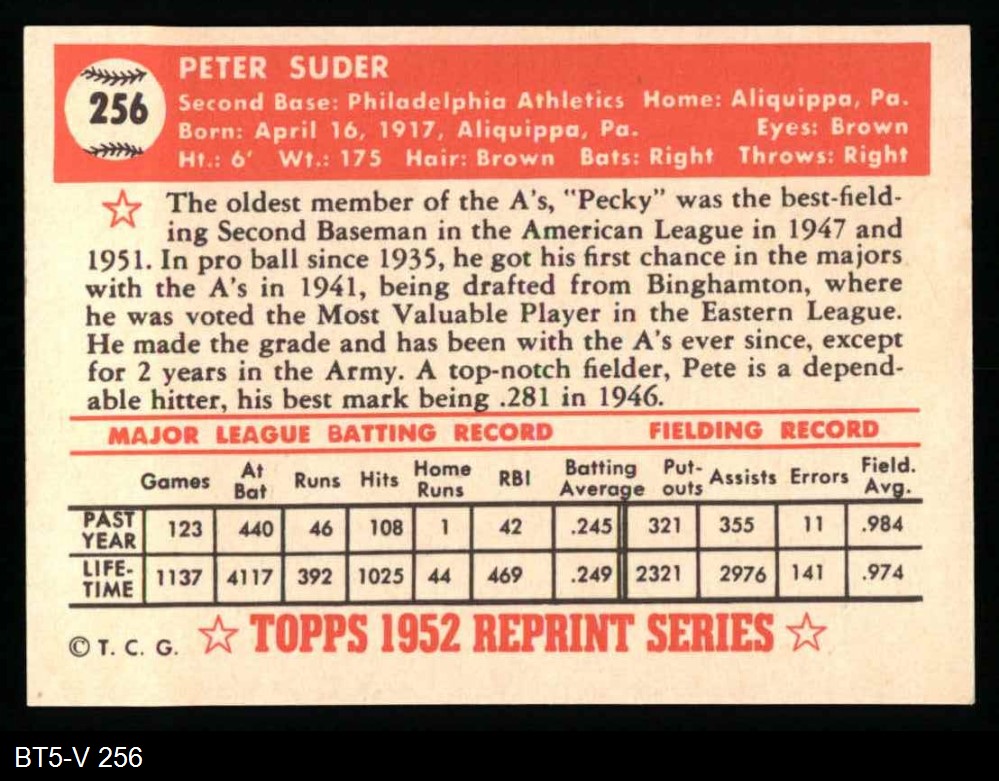 256
PETER SUDER
Second Base: Philadelphia Athletics Home: Aliquippa, Pa.
Born: April 16, 1917, Aliquippa, Pa. Eyes: Brown
Ht.: 6' Wt.: 175 Hair: Brown Bats: Right Throws: Right
The oldest member of the A's, "Pecky" was the best-field-
ing Second Baseman in the American League in 1947 and
1951. In pro ball since 1935, he got his first chance in the majors
with the A's in 1941, being drafted from Binghamton, where
he was voted the Most Valuable Player in the Eastern League.
He made the grade and has been with the A's ever since, except
for 2 years in the Army. A top-notch fielder, Pete is a depend-
able hitter, his best mark being .281 in 1946.
MAJOR LEAGUE BATTING RECORD FIELDING RECORD
Games At Bat Runs Hits Home Runs RBI Batting Average Put-outs Assists Errors Field. Avg.
PAST YEAR 123 440 46 108 1 42 .245 321 355 11 .984
LIFE-TIME 1137 4117 392 1025 44 469 .249 2321 2976 141 .974
© T. C. G. TOPPS 1952 REPRINT SERIES
BT5-V 256